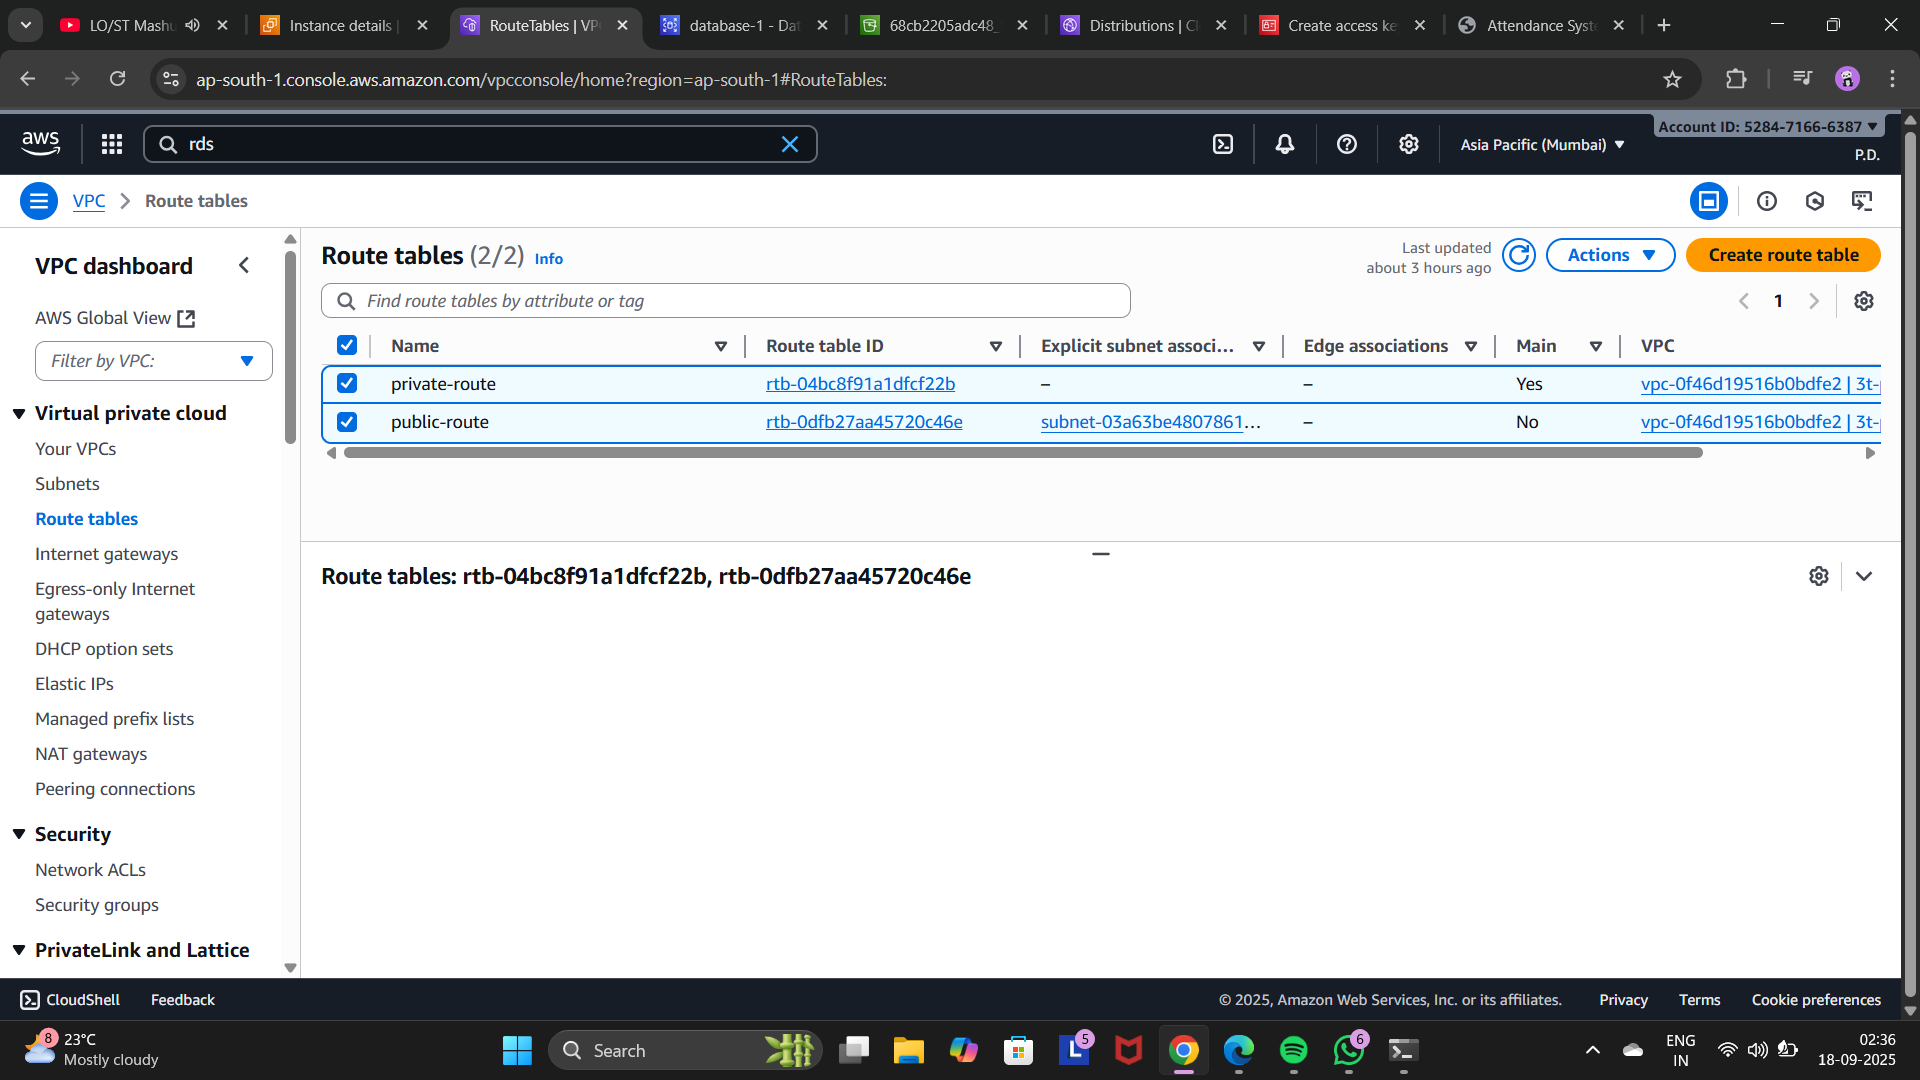 LO/ST Mashu
Instance details |
RouteTables | VP
database-1 - Dat
68cb2205adc48_
Distributions | Cl
Create access ke
Attendance Syste
ap-south-1.console.aws.amazon.com/vpcconsole/home?region=ap-south-1#RouteTables:
aws
rds
Asia Pacific (Mumbai)
Account ID: 5284-7166-6387
P.D.
VPC
Route tables
VPC dashboard
AWS Global View
Filter by VPC:
Virtual private cloud
Your VPCs
Subnets
Route tables
Internet gateways
Egress-only Internet
gateways
DHCP option sets
Elastic IPs
Managed prefix lists
NAT gateways
Peering connections
Security
Network ACLs
Security groups
PrivateLink and Lattice
Route tables (2/2) Info
Last updated
about 3 hours ago
Actions
Create route table
Find route tables by attribute or tag
1
Name Route table ID Explicit subnet associ... Edge associations Main VPC
private-route rtb-04bc8f91a1dfcf22b – – Yes vpc-0f46d19516b0bdfe2 | 3t-
public-route rtb-0dfb27aa45720c46e subnet-03a63be4807861... – No vpc-0f46d19516b0bdfe2 | 3t-
Route tables: rtb-04bc8f91a1dfcf22b, rtb-0dfb27aa45720c46e
CloudShell
Feedback
© 2025, Amazon Web Services, Inc. or its affiliates.
Privacy
Terms
Cookie preferences
8
23°C
Mostly cloudy
Search
L
5
6
ENG
IN
02:36
18-09-2025